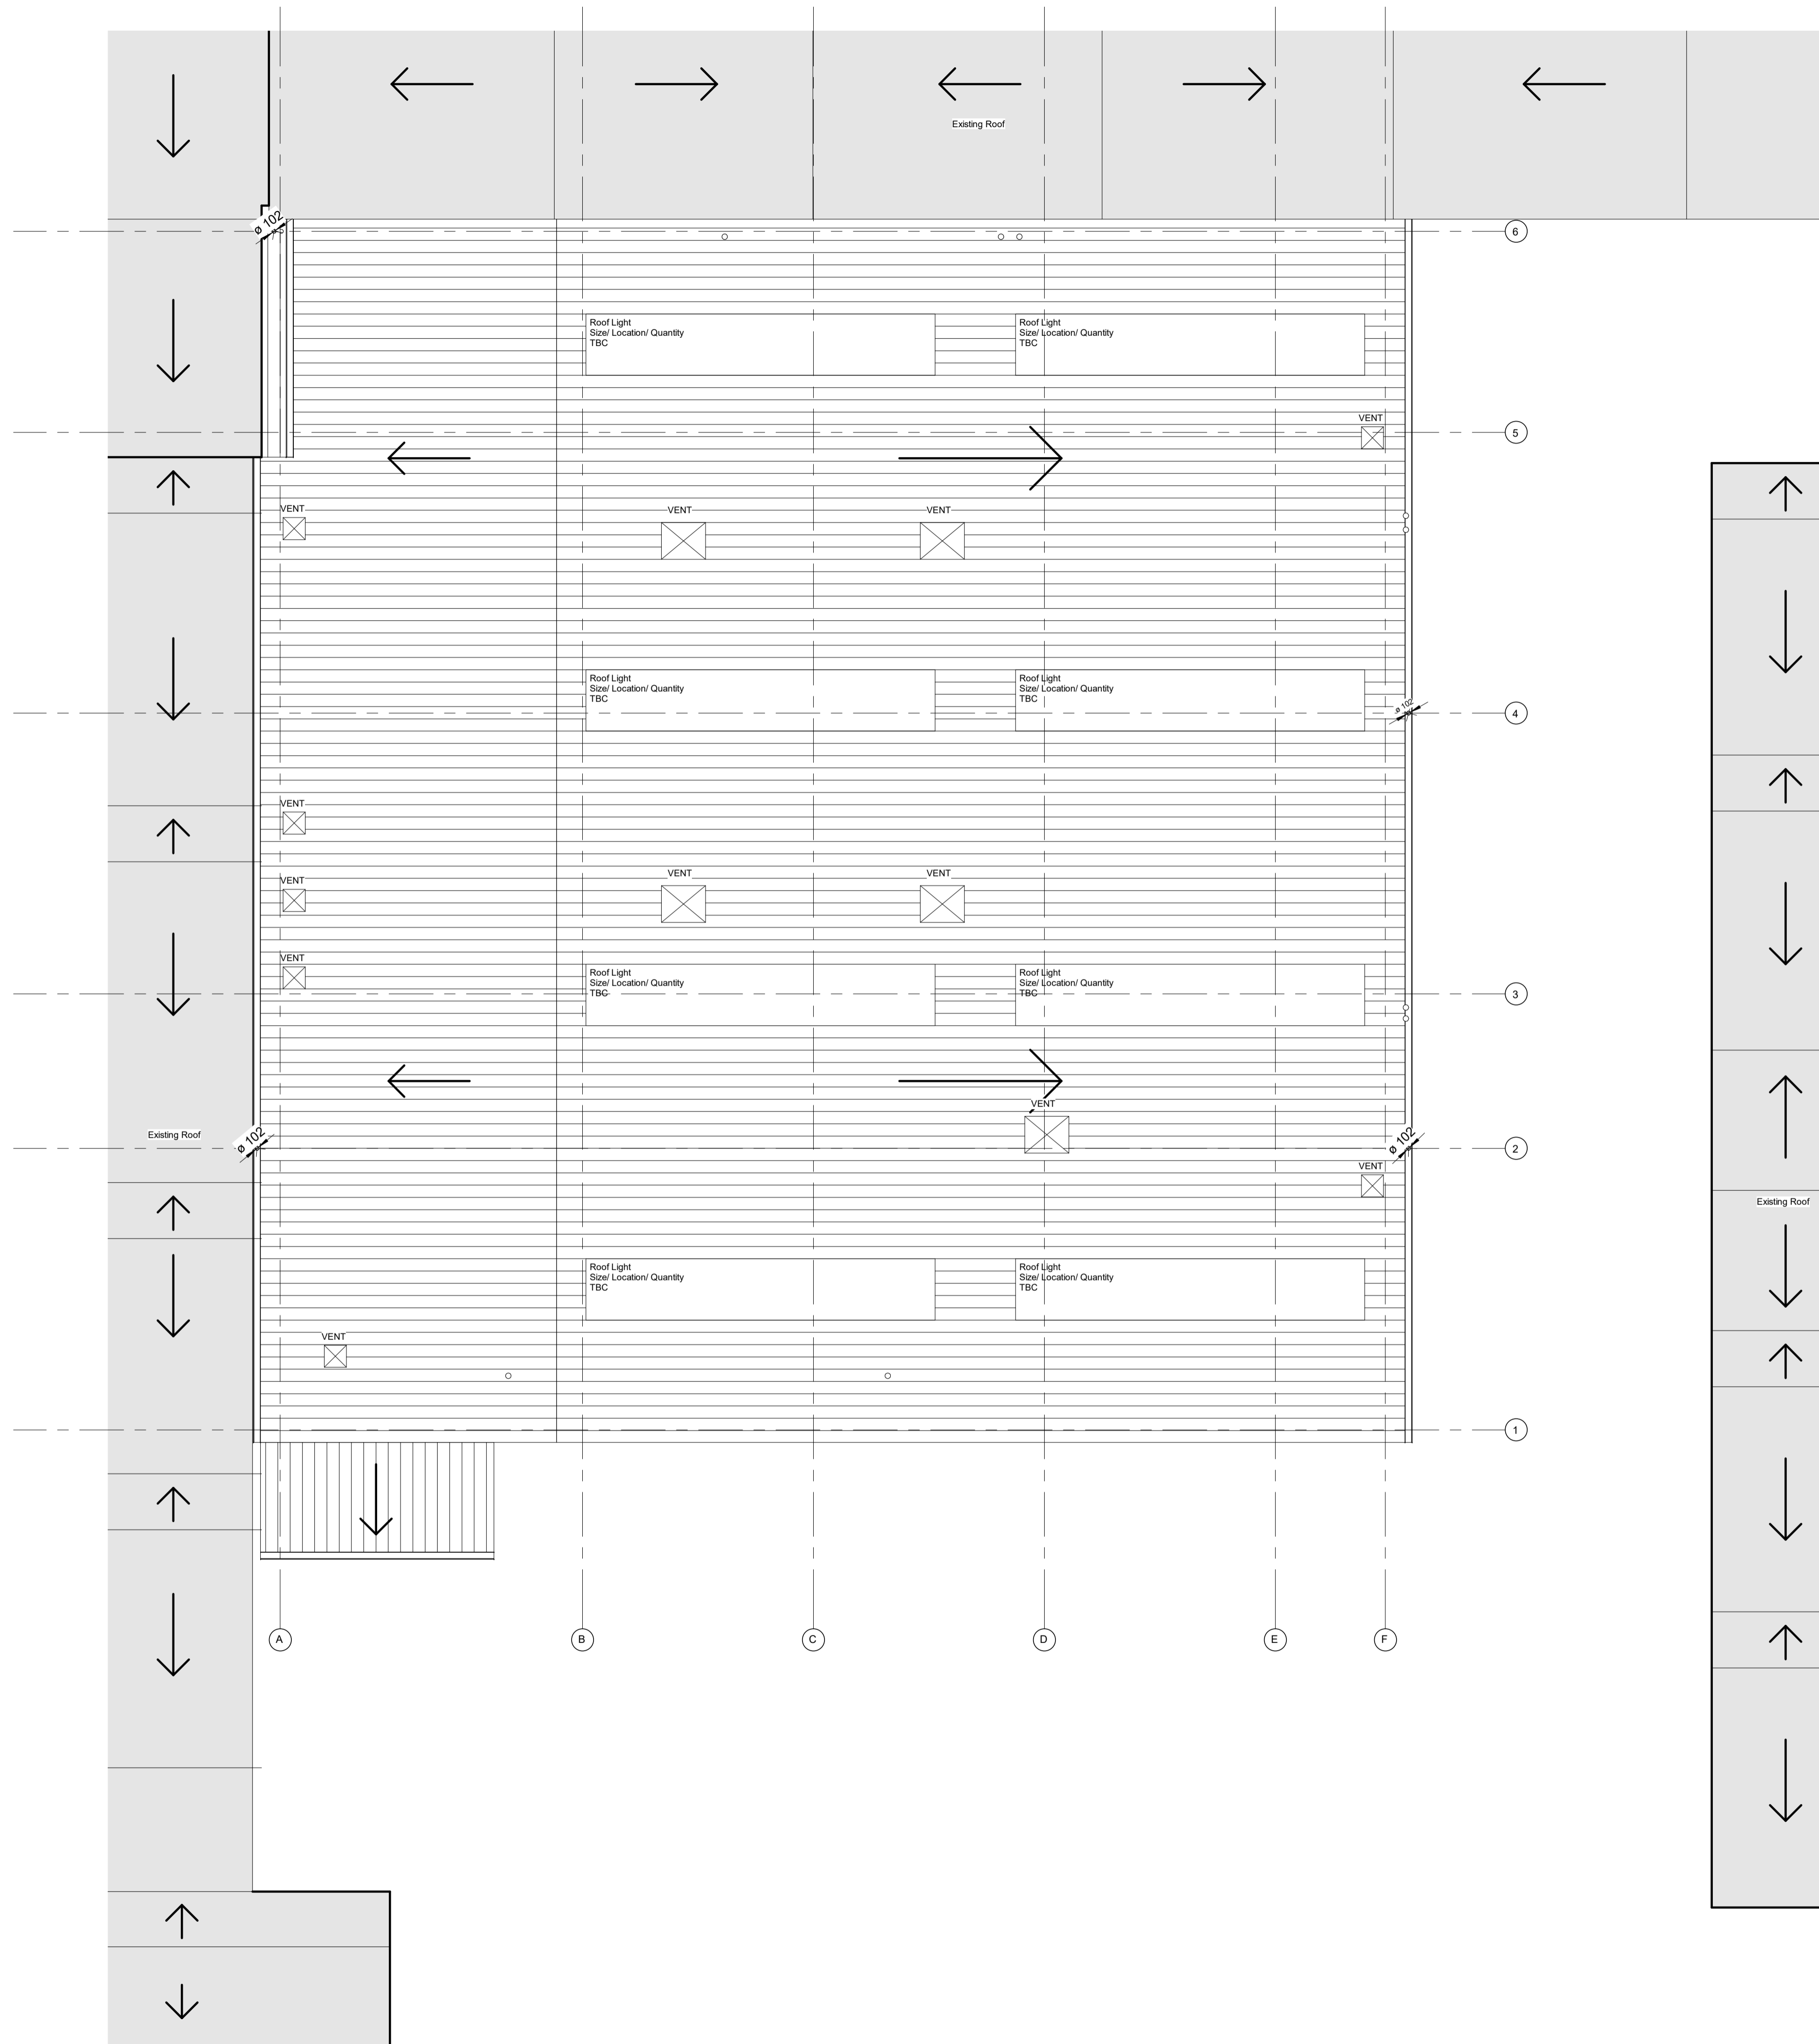 Existing Roof
ø 102
6
Roof Light
Size/ Location/ Quantity
TBC
Roof Light
Size/ Location/ Quantity
TBC
VENT
5
VENT
VENT
VENT
Roof Light
Size/ Location/ Quantity
TBC
Roof Light
Size/ Location/ Quantity
TBC
ø 102
4
VENT
VENT
VENT
VENT
VENT
Roof Light
Size/ Location/ Quantity
TBC
Roof Light
Size/ Location/ Quantity
TBC
3
VENT
Existing Roof
ø 102
ø 102
2
VENT
Existing Roof
Roof Light
Size/ Location/ Quantity
TBC
Roof Light
Size/ Location/ Quantity
TBC
VENT
1
A
B
C
D
E
F